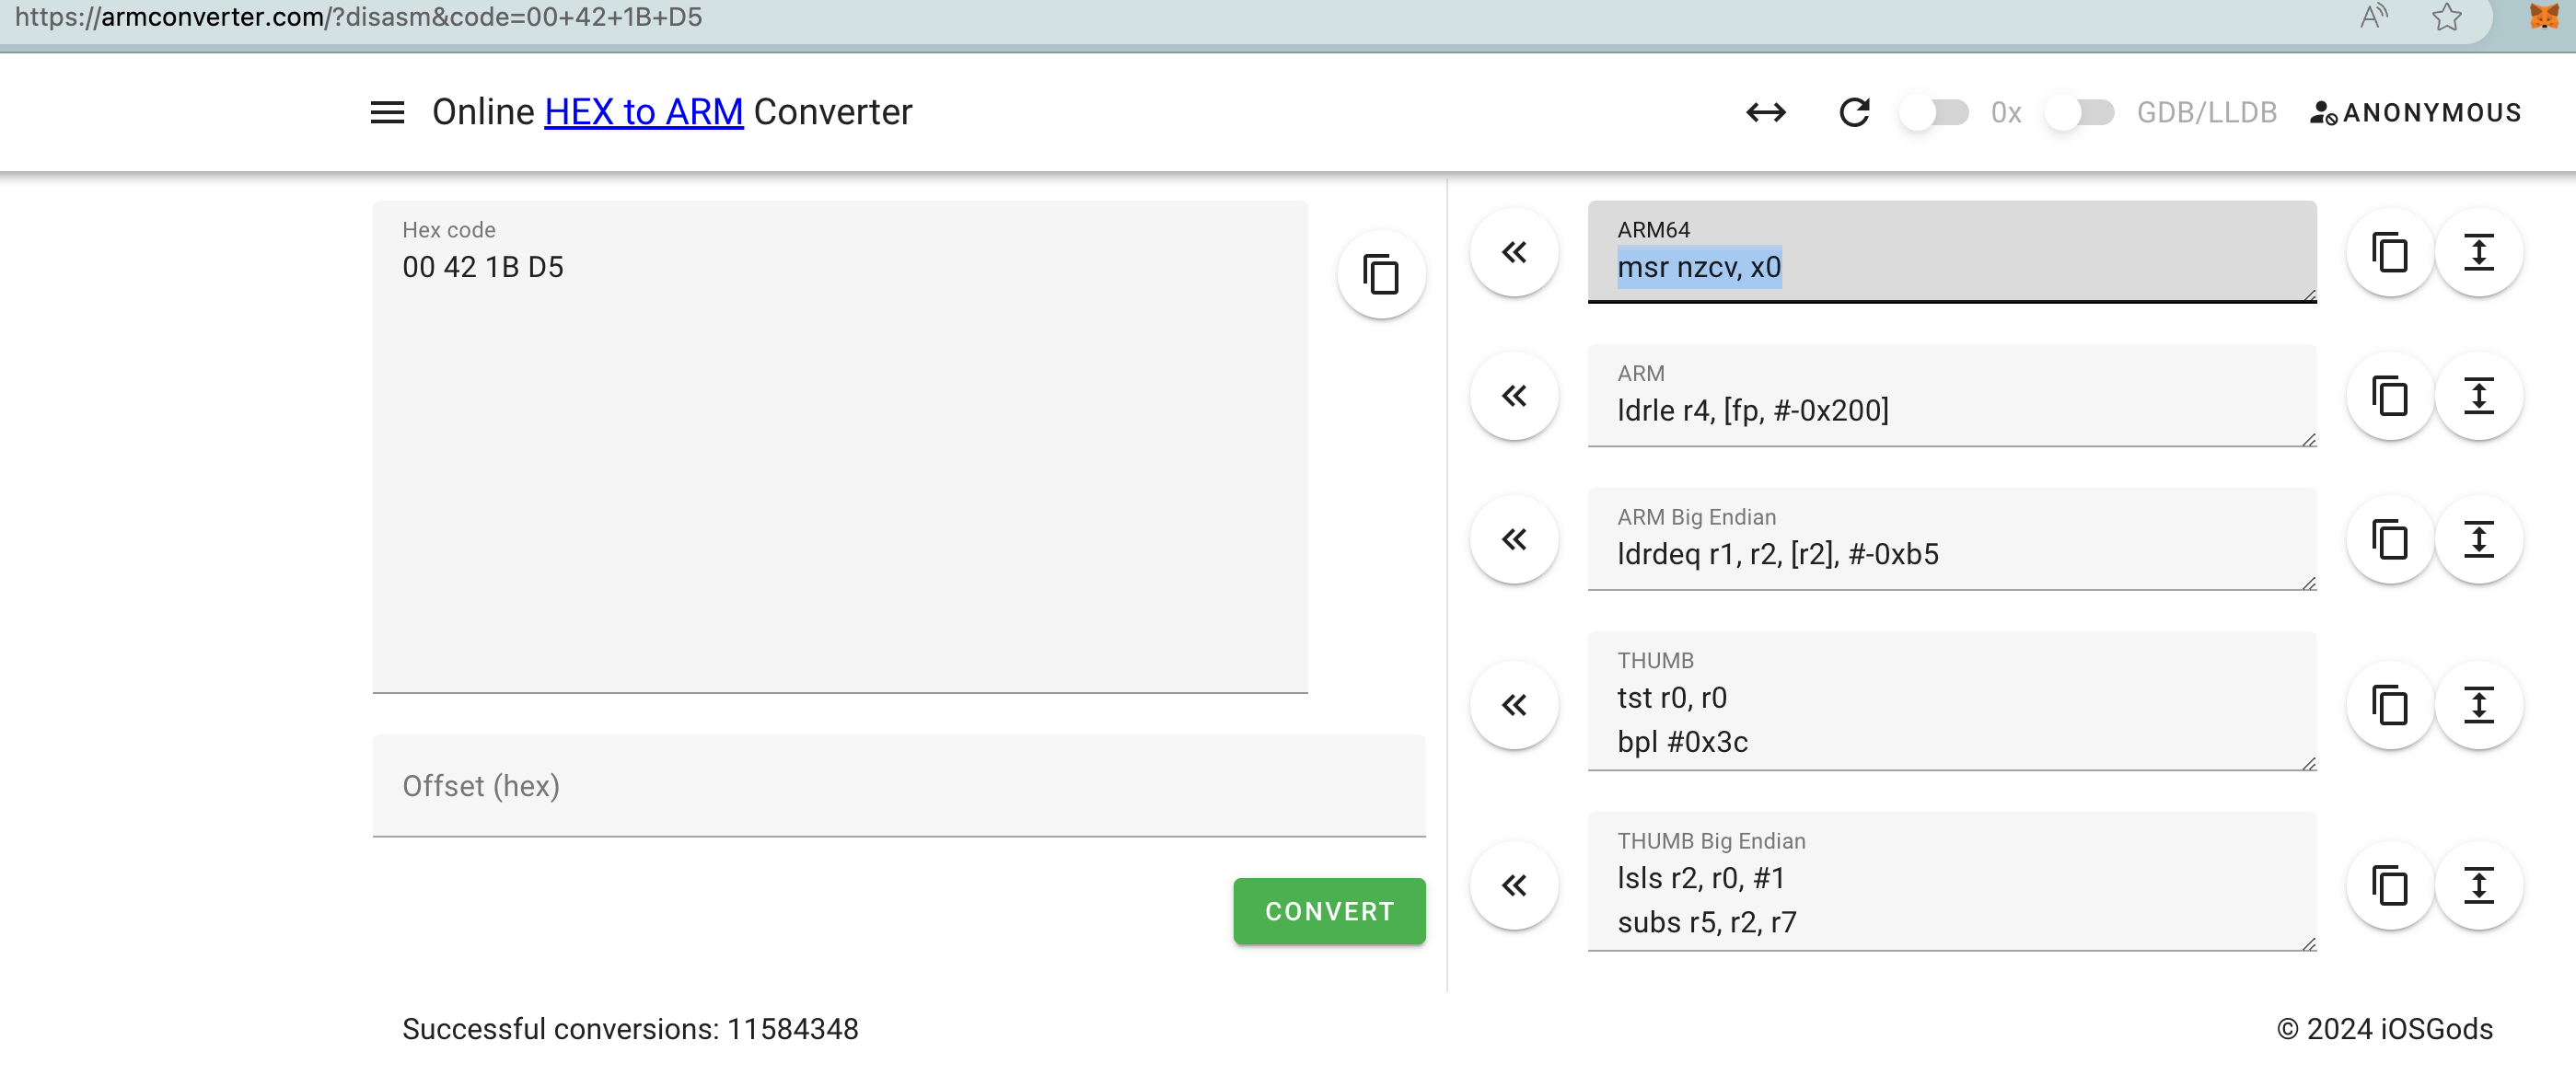 https://armconverter.com/?disasm&code=00+42+1B+D5
Online HEX to ARM Converter
0x
GDB/LLDB
ANONYMOUS
Hex code
00 42 1B D5
Offset (hex)
CONVERT
ARM64
msr nzcv, x0
ARM
ldrle r4, [fp, #-0x200]
ARM Big Endian
ldrdeq r1, r2, [r2], #-0xb5
THUMB
tst r0, r0
bpl #0x3c
THUMB Big Endian
lsls r2, r0, #1
subs r5, r2, r7
Successful conversions: 11584348
© 2024 iOSGods